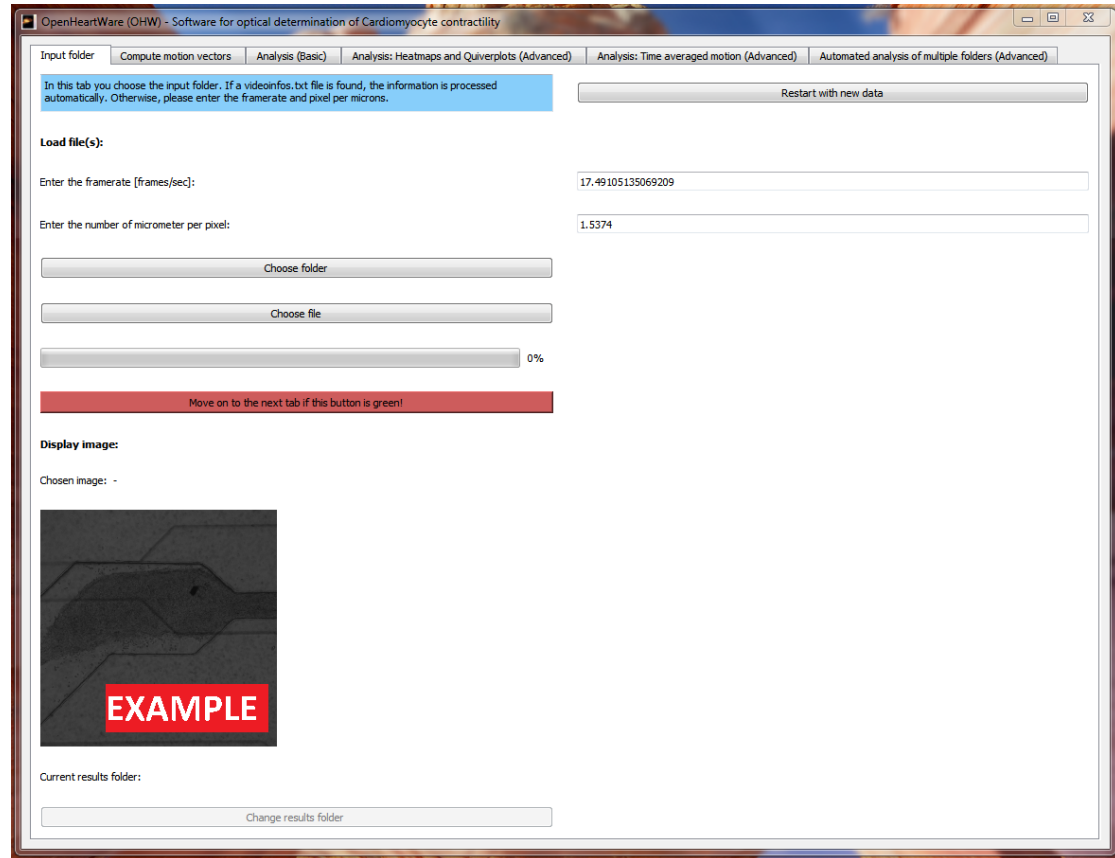 OpenHeartWare (OHW) - Software for optical determination of Cardiomyocyte contractility
Input folder
Compute motion vectors
Analysis (Basic)
Analysis: Heatmaps and Quiverplots (Advanced)
Analysis: Time averaged motion (Advanced)
Automated analysis of multiple folders (Advanced)
In this tab you choose the input folder. If a videoinfos.txt file is found, the information is processed
automatically. Otherwise, please enter the framerate and pixel per microns.
Restart with new data
Load file(s):
Enter the framerate [frames/sec]:
17.49105135069209
Enter the number of micrometer per pixel:
1.5374
Choose folder
Choose file
0%
Move on to the next tab if this button is green!
Display image:
Chosen image: -
EXAMPLE
Current results folder:
Change results folder